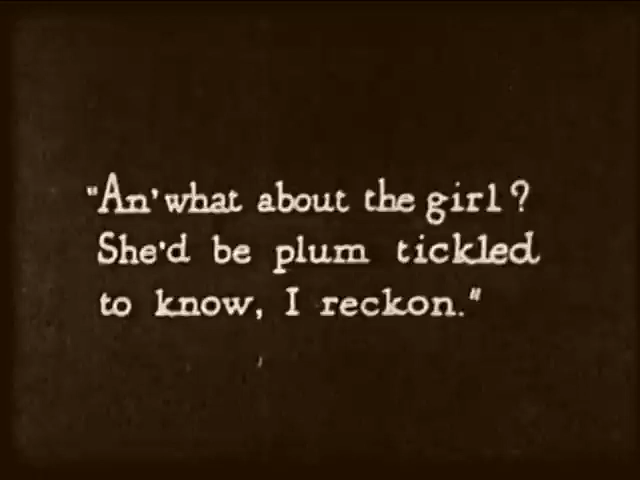 "An' what about the girl?
She'd be plum tickled
to know, I reckon."